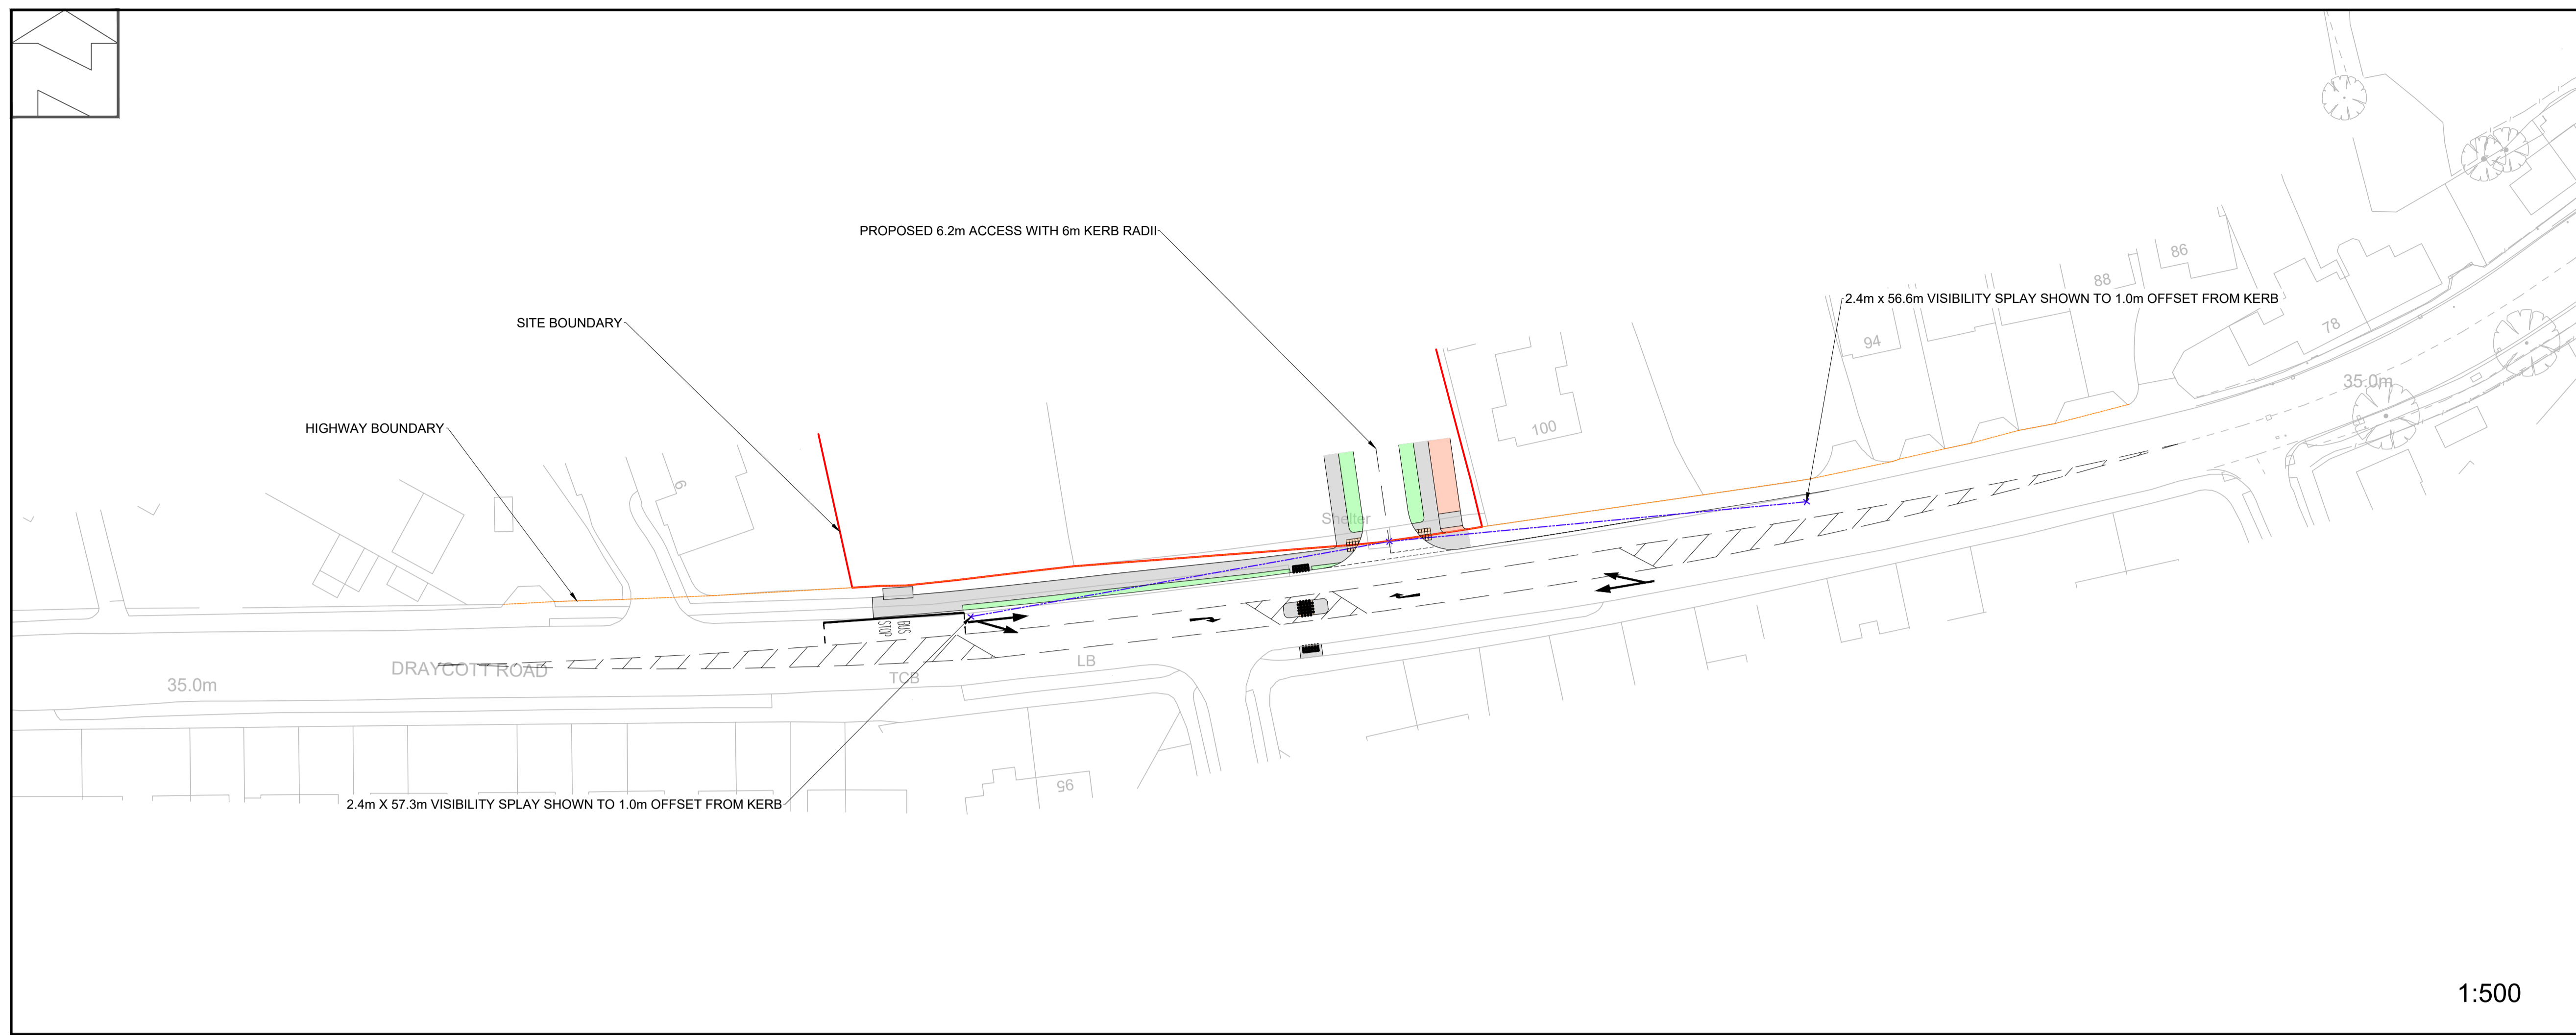 PROPOSED 6.2m ACCESS WITH 6m KERB RADII
86
88
2.4m x 56.6m VISIBILITY SPLAY SHOWN TO 1.0m OFFSET FROM KERB
SITE BOUNDARY
78
94
35.0m
HIGHWAY BOUNDARY
100
Shelter
BUS
STOP
LB
DRAYCOTT ROAD
TCB
35.0m
95
2.4m X 57.3m VISIBILITY SPLAY SHOWN TO 1.0m OFFSET FROM KERB
1:500